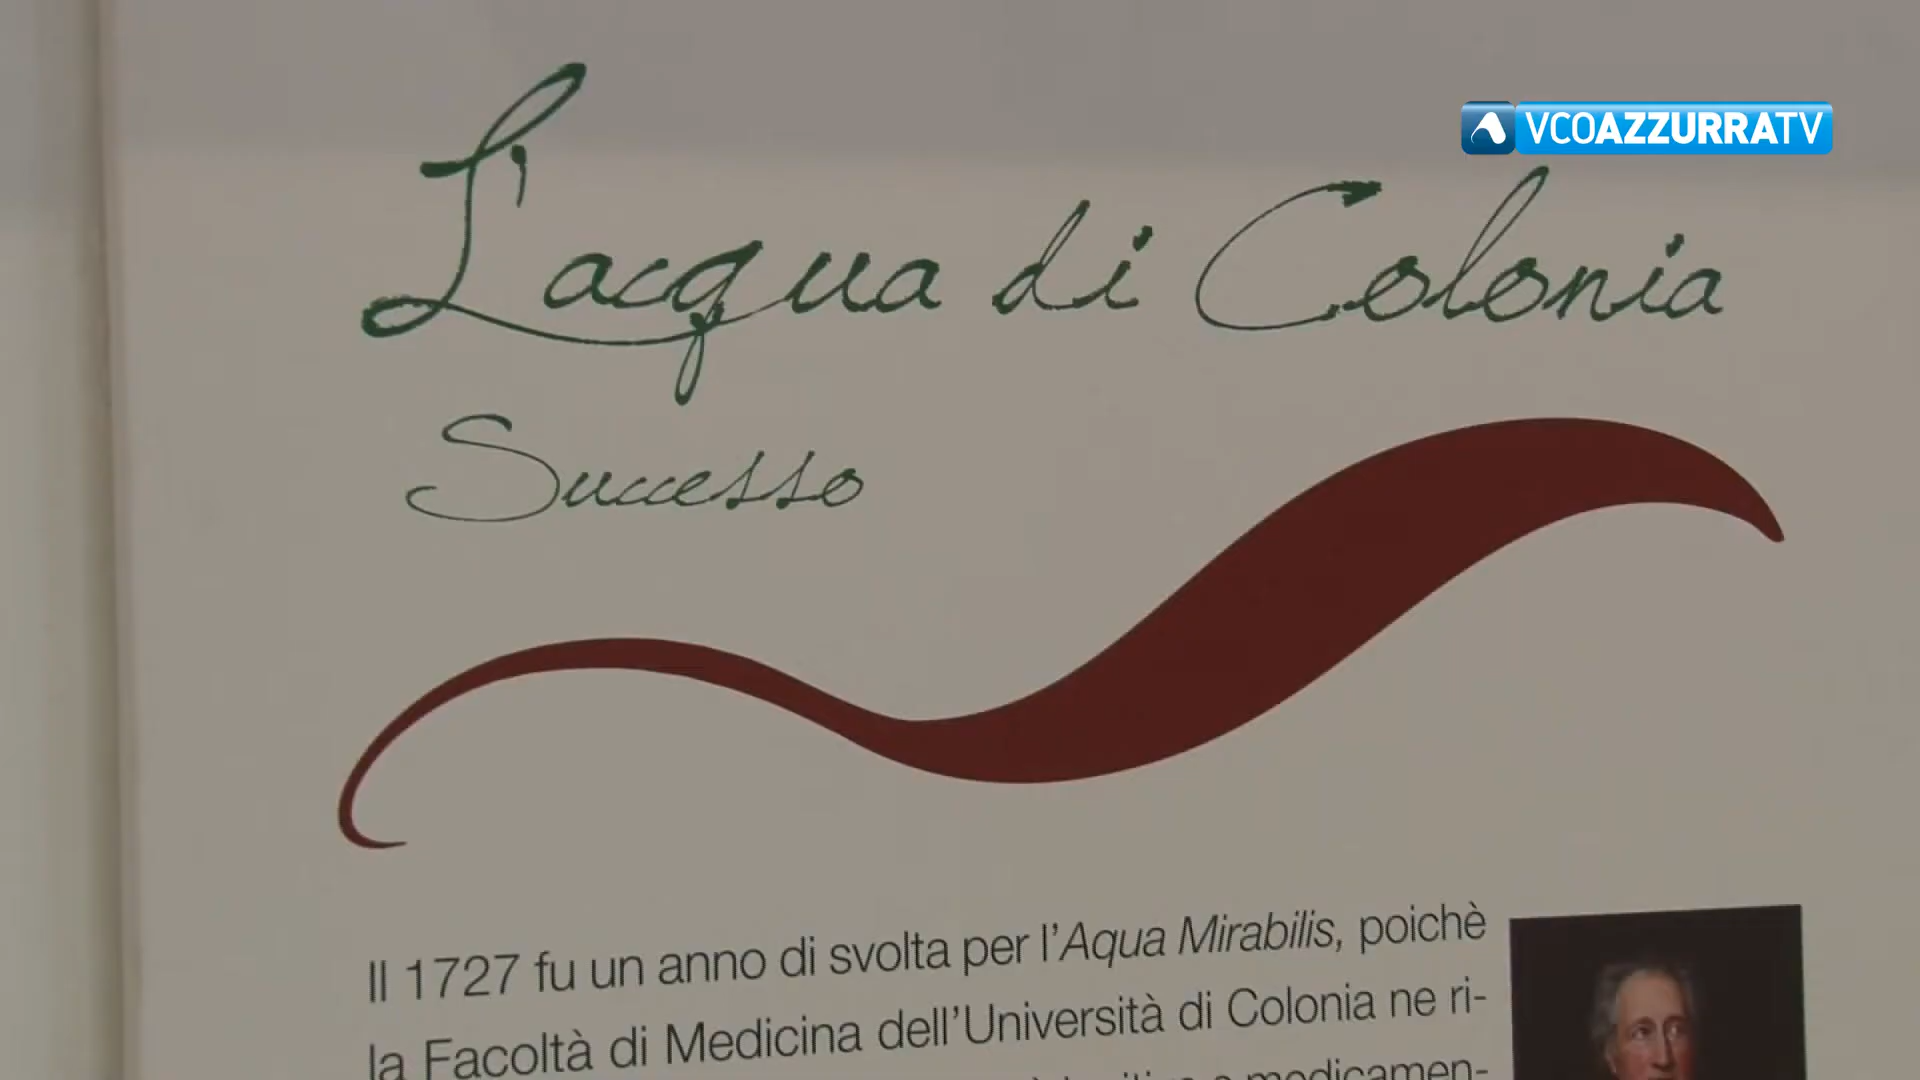 VCOAZZURRATV
L'acqua di Colonia
Successo
Il 1727 fu un anno di svolta per l'Aqua Mirabilis, poichè
la Facoltà di Medicina dell'Università di Colonia ne ri-
e medicamen-